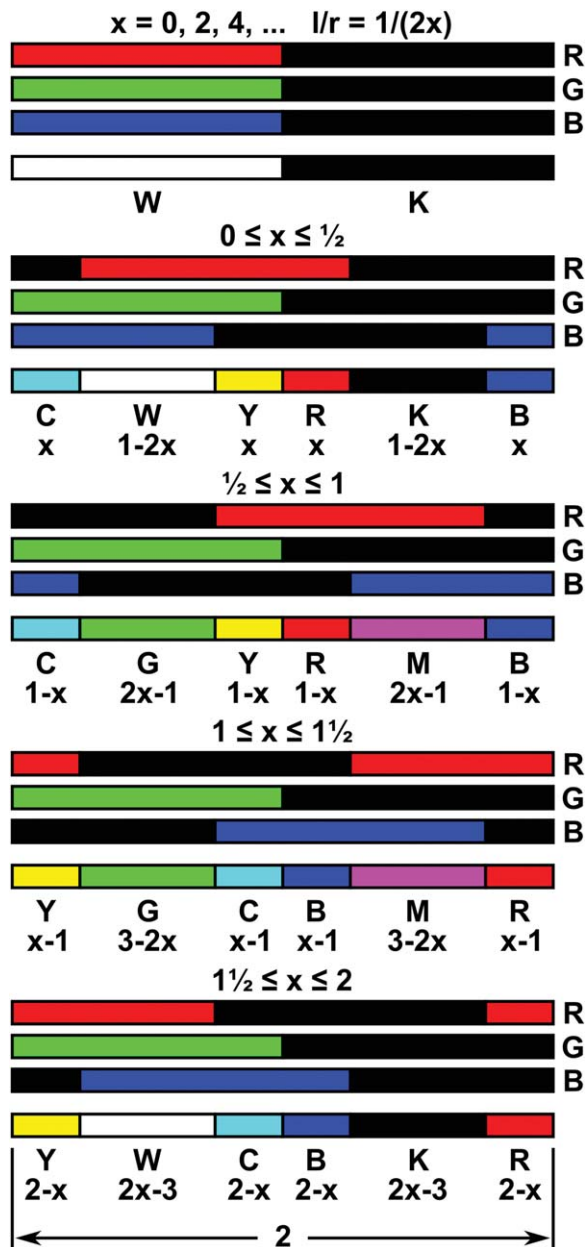 x = 0, 2, 4, ... l/r = 1/(2x)
R
G
B
W K
0 ≤ x ≤ ½
R
G
B
C W Y R K B
x 1-2x x x 1-2x x
½ ≤ x ≤ 1
R
G
B
C G Y R M B
1-x 2x-1 1-x 1-x 2x-1 1-x
1 ≤ x ≤ 1½
R
G
B
Y G C B M R
x-1 3-2x x-1 x-1 3-2x x-1
1½ ≤ x ≤ 2
R
G
B
Y W C B K R
2-x 2x-3 2-x 2-x 2x-3 2-x
2